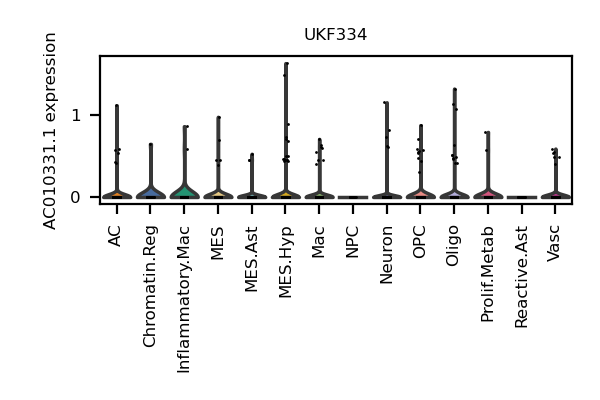 UKF334
AC010331.1 expression
1
0
AC
Chromatin.Reg
Inflammatory.Mac
MES
MES.Ast
MES.Hyp
Mac
NPC
Neuron
OPC
Oligo
Prolif.Metab
Reactive.Ast
Vasc